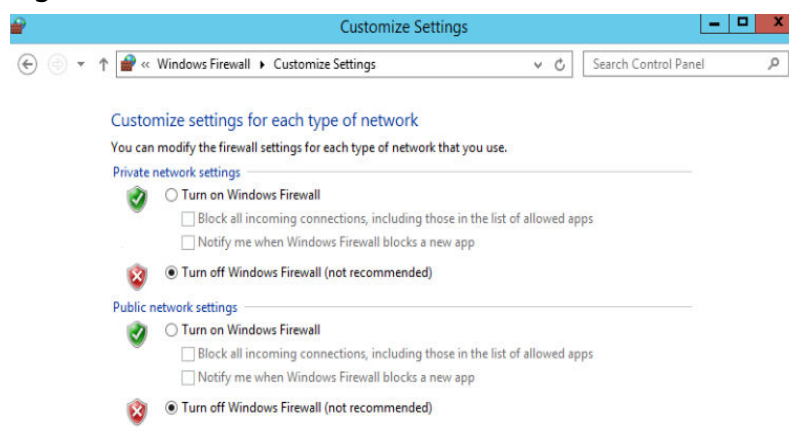 Customize Settings
« Windows Firewall ▸ Customize Settings
Search Control Panel
Customize settings for each type of network
You can modify the firewall settings for each type of network that you use.
Private network settings
Turn on Windows Firewall
Block all incoming connections, including those in the list of allowed apps
Notify me when Windows Firewall blocks a new app
Turn off Windows Firewall (not recommended)
Public network settings
Turn on Windows Firewall
Block all incoming connections, including those in the list of allowed apps
Notify me when Windows Firewall blocks a new app
Turn off Windows Firewall (not recommended)